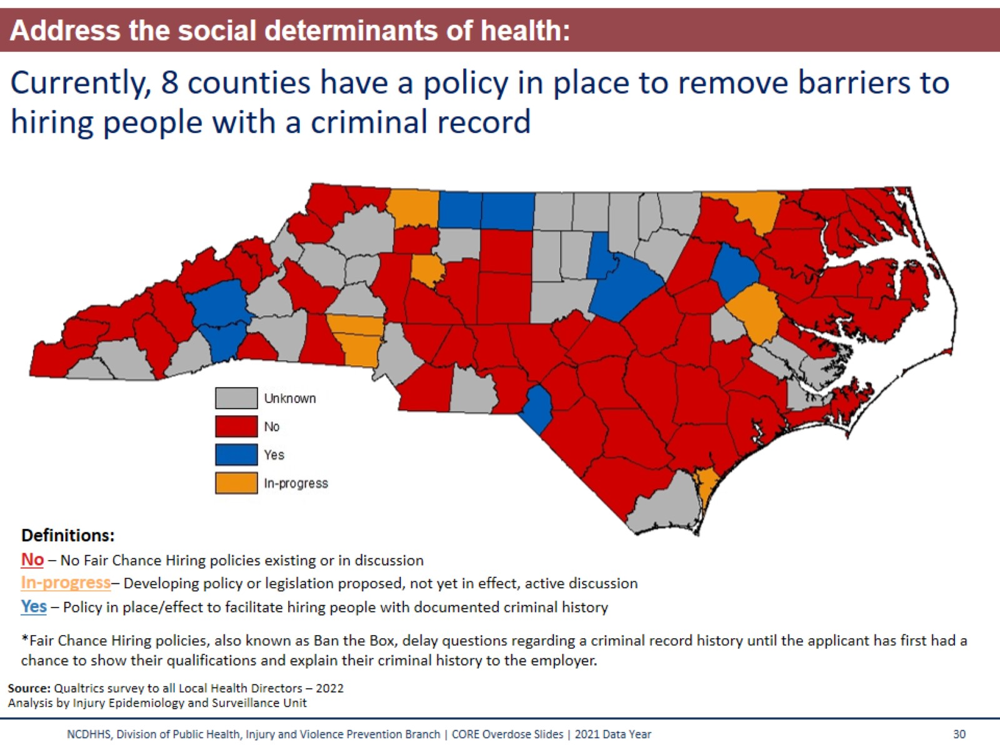 Address the social determinants of health:
Currently, 8 counties have a policy in place to remove barriers to
hiring people with a criminal record
Unknown
No
Yes
In-progress
Definitions:
No – No Fair Chance Hiring policies existing or in discussion
In-progress– Developing policy or legislation proposed, not yet in effect, active discussion
Yes – Policy in place/effect to facilitate hiring people with documented criminal history
*Fair Chance Hiring policies, also known as Ban the Box, delay questions regarding a criminal record history until the applicant has first had a
chance to show their qualifications and explain their criminal history to the employer.
Source: Qualtrics survey to all Local Health Directors – 2022
Analysis by Injury Epidemiology and Surveillance Unit
NCDHHS, Division of Public Health, Injury and Violence Prevention Branch | CORE Overdose Slides | 2021 Data Year
30